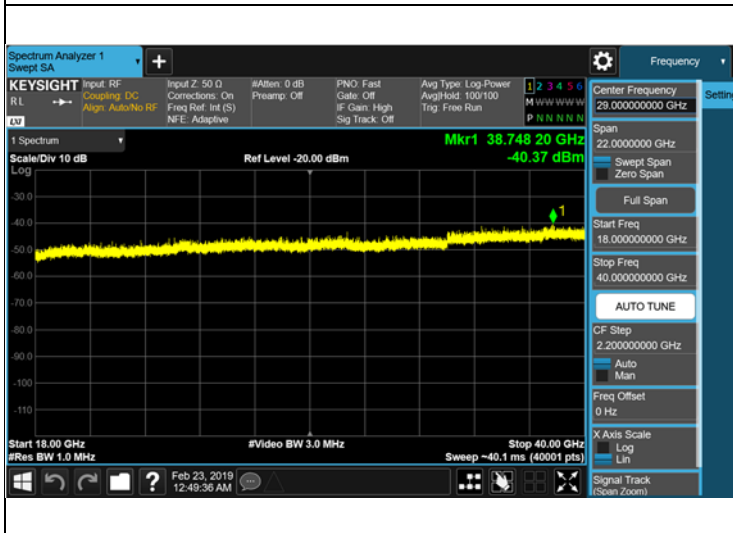 Spectrum Analyzer 1
Swept SA
Frequency
KEYSIGHT
RL
LXI
Input: RF
Coupling: DC
Align: Auto/No RF
Input Z: 50 Ω
Corrections: On
Freq Ref: Int (S)
NFE: Adaptive
#Atten: 0 dB
Preamp: Off
PNO: Fast
Gate: Off
IF Gain: High
Sig Track: Off
Avg Type: Log-Power
Avg|Hold: 100/100
Trig: Free Run
1 2 3 4 5 6
M W W W W W
P N N N N N
Center Frequency
29.000000000 GHz
Settin
1 Spectrum
Mkr1 38.748 20 GHz
Scale/Div 10 dB
Ref Level -20.00 dBm
-40.37 dBm
Log
1
-30.0
-40.0
-50.0
-60.0
-70.0
-80.0
-90.0
-100
-110
Span
22.0000000 GHz
Swept Span
Zero Span
Full Span
Start Freq
18.000000000 GHz
Stop Freq
40.000000000 GHz
AUTO TUNE
CF Step
2.200000000 GHz
Auto
Man
Freq Offset
0 Hz
X Axis Scale
Log
Lin
Signal Track
(Span Zoom)
Start 18.00 GHz
#Video BW 3.0 MHz
Stop 40.00 GHz
#Res BW 1.0 MHz
Sweep ~40.1 ms (40001 pts)
?
Feb 23, 2019
12:49:36 AM